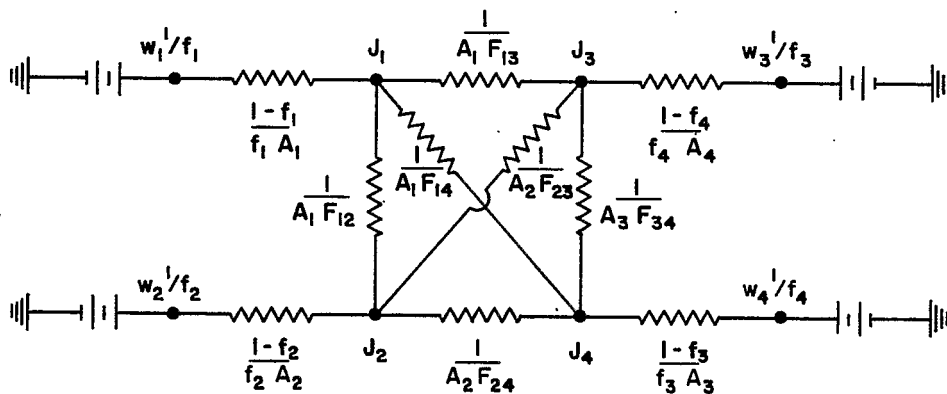 w₁'/f₁ J₁ 1/(A₁ F₁₃) J₃ w₃'/f₃
(1 - f₁)/(f₁ A₁) (1 - f₄)/(f₄ A₄)
1/(A₁ F₁₂) 1/(A₁ F₁₄) 1/(A₂ F₂₃) 1/(A₃ F₃₄)
w₂'/f₂ J₂ 1/(A₂ F₂₄) J₄ w₄'/f₄
(1 - f₂)/(f₂ A₂) (1 - f₃)/(f₃ A₃)